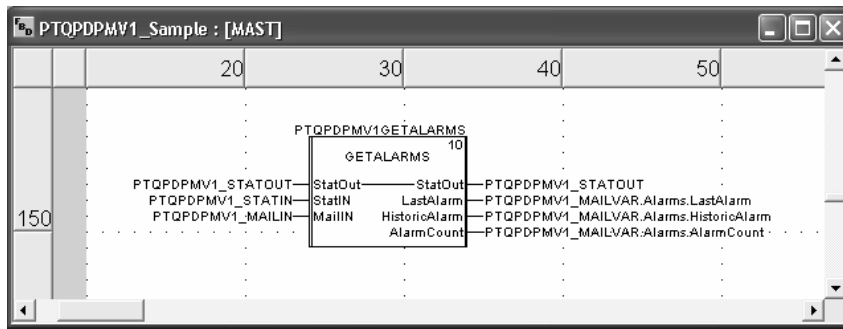 FBD PTQPDPMV1_Sample : [MAST]
20 30 40 50
PTQPDPMV1GETALARMS
10
GETALARMS
PTQPDPMV1_STATOUT StatOut StatOut PTQPDPMV1_STATOUT
PTQPDPMV1_STATIN StatIN LastAlarm PTQPDPMV1_MAILVAR.Alarms.LastAlarm
150 PTQPDPMV1_MAILIN MailIN HistoricAlarm PTQPDPMV1_MAILVAR.Alarms.HistoricAlarm
AlarmCount PTQPDPMV1_MAILVAR.Alarms.AlarmCount